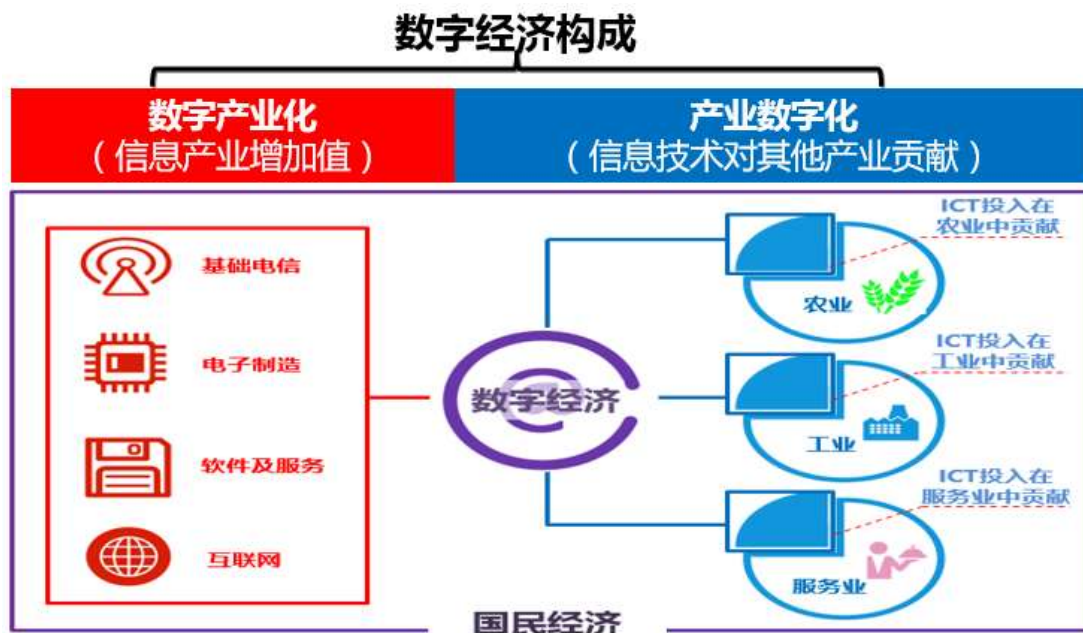 数字经济构成
数字产业化
（信息产业增加值）
产业数字化
（信息技术对其他产业贡献）
基础电信
电子制造
软件及服务
互联网
数字经济
ICT投入在
农业中贡献
农业
ICT投入在
工业中贡献
工业
ICT投入在
服务业中贡献
服务业
国民经济